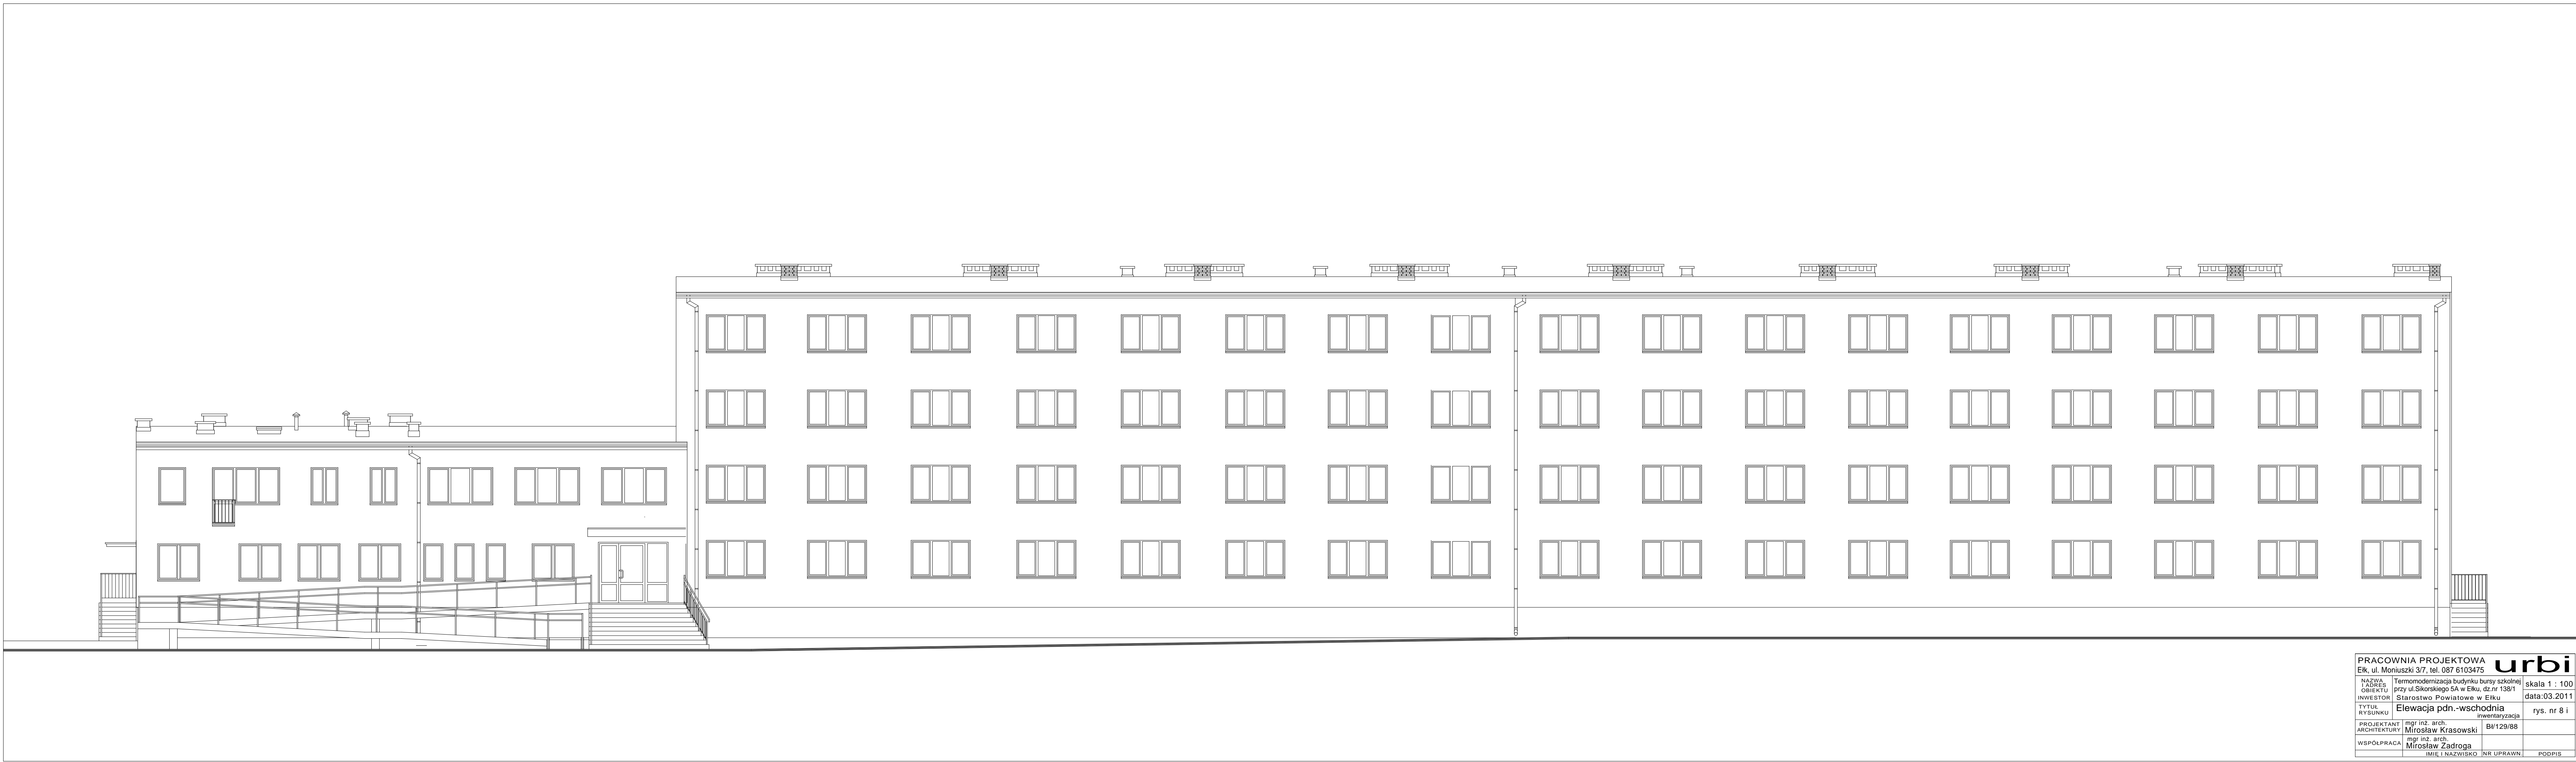 PRACOWNIA PROJEKTOWA
Ełk, ul. Moniuszki 3/7, tel. 087 6103475
urbi
NAZWA
I ADRES
OBIEKTU
Termomodernizacja budynku bursy szkolnej
przy ul.Sikorskiego 5A w Ełku, dz.nr 138/1
skala 1 : 100
INWESTOR
Starostwo Powiatowe w Ełku
data:03.2011
TYTUŁ
RYSUNKU
Elewacja pdn.-wschodnia
inwentaryzacja
rys. nr 8 i
PROJEKTANT
ARCHITEKTURY
mgr inż. arch.
Mirosław Krasowski
Bł/129/88
WSPÓŁPRACA
mgr inż. arch.
Mirosław Zadroga
IMIĘ I NAZWISKO
NR UPRAWN.
PODPIS